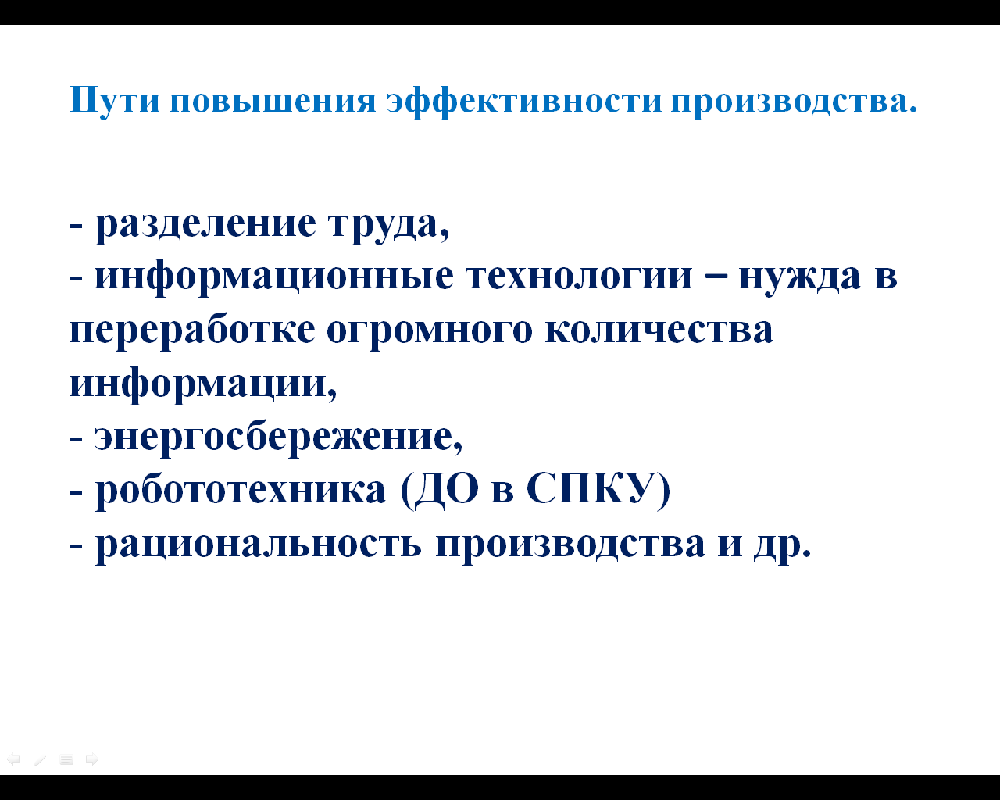 Пути повышения эффективности производства.
- разделение труда,
- информационные технологии – нужда в
переработке огромного количества
информации,
- энергосбережение,
- робототехника (ДО в СПКУ)
- рациональность производства и др.